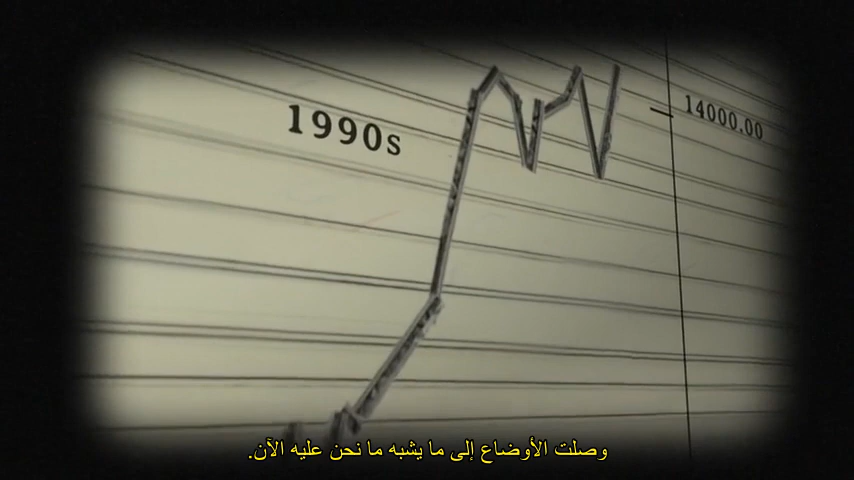 1990s
14000.00
وصلت الأوضاع إلى ما يشبه ما نحن عليه الآن.